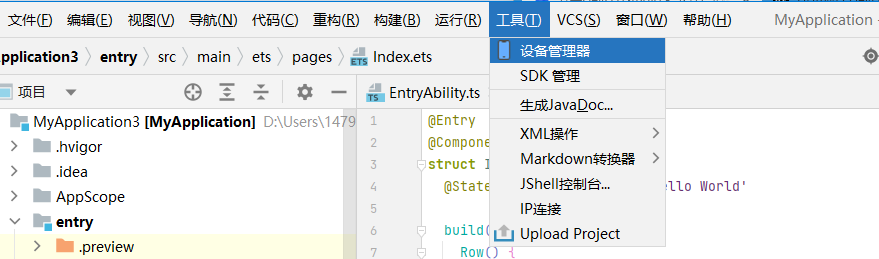 文件(F) 编辑(E) 视图(V) 导航(N) 代码(C) 重构(R) 构建(B) 运行(R) 工具(T) VCS(S) 窗口(W) 帮助(H) MyApplication -
pplication3 〉 entry 〉 src 〉 main 〉 ets 〉 pages 〉 Index.ets
设备管理器
SDK 管理
生成JavaDoc...
XML操作
Markdown转换器
JShell控制台...
IP连接
Upload Project
项目
EntryAbility.ts
MyApplication3 [MyApplication] D:\Users\1479
.hvigor
.idea
AppScope
entry
.preview
1 @Entry
2 @Compone
3 struct I
4 @State ello World'
5
6 build(
7 Row() {